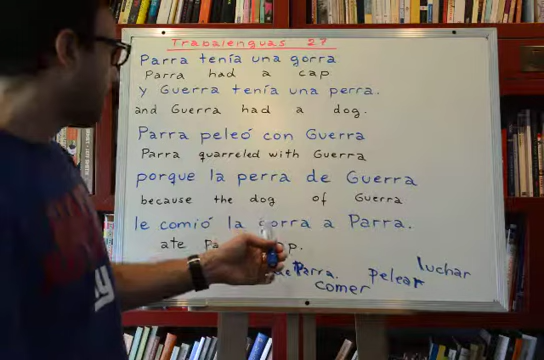 Trabalenguas 27
Parra tenía una gorra
Parra had a cap
y Guerra tenía una perra.
and Guerra had a dog.
Parra peleó con Guerra
Parra quarreled with Guerra
porque la perra de Guerra
because the dog of Guerra
le comió la gorra a Parra.
ate
Parra. pelear luchar
comer